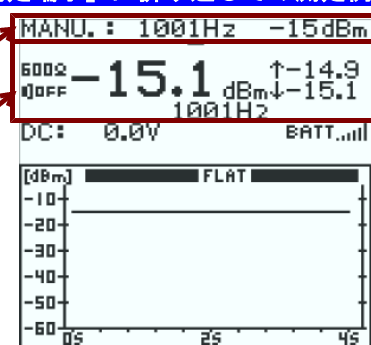 MANU.: 1001Hz -15dBm
600Ω -15.1 dBm ↑-14.9
OFF ↓-15.1
1001Hz
DC: 0.0V BATT.
[dBm] FLAT
-10
-20
-30
-40
-50
-60
0s 2s 4s